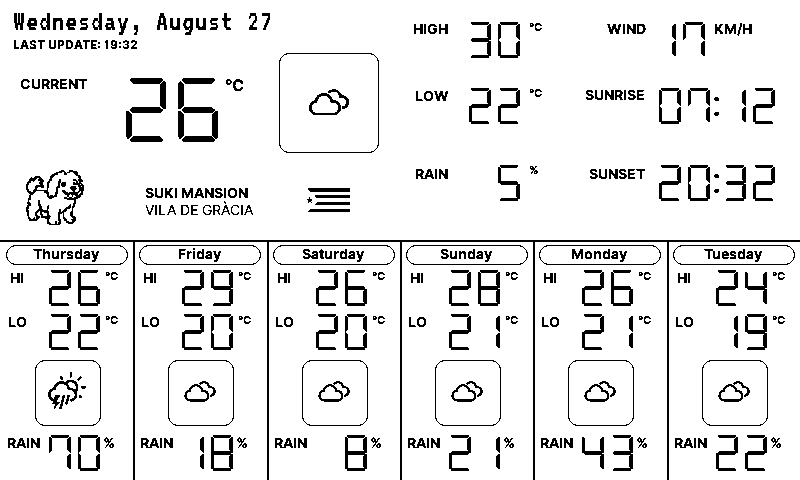 Wednesday, August 27
LAST UPDATE: 19:32
CURRENT 26 °C
HIGH 30 °C
LOW 22 °C
RAIN 5 %
WIND 17 KM/H
SUNRISE 07:12
SUNSET 20:32
SUKI MANSION
VILA DE GRÀCIA
Thursday
HI 26 °C
LO 22 °C
RAIN 70 %
Friday
HI 29 °C
LO 20 °C
RAIN 18 %
Saturday
HI 26 °C
LO 20 °C
RAIN 8 %
Sunday
HI 28 °C
LO 21 °C
RAIN 21 %
Monday
HI 26 °C
LO 21 °C
RAIN 43 %
Tuesday
HI 24 °C
LO 19 °C
RAIN 22 %